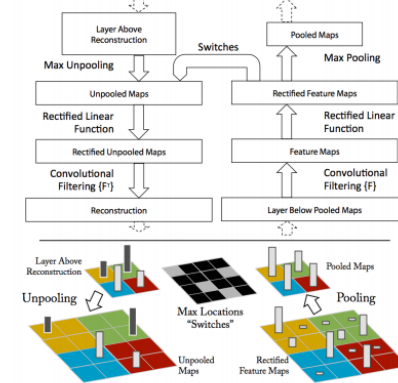 Layer Above
Reconstruction
Pooled Maps
Switches
Max Unpooling
Max Pooling
Unpooled Maps
Rectified Feature Maps
Rectified Linear
Function
Rectified Linear
Function
Rectified Unpooled Maps
Feature Maps
Convolutional
Filtering {Fᵀ}
Convolutional
Filtering {F}
Reconstruction
Layer Below Pooled Maps
Layer Above
Reconstruction
Pooled Maps
Unpooling
Max Locations
“Switches”
Pooling
Unpooled
Maps
Rectified
Feature Maps